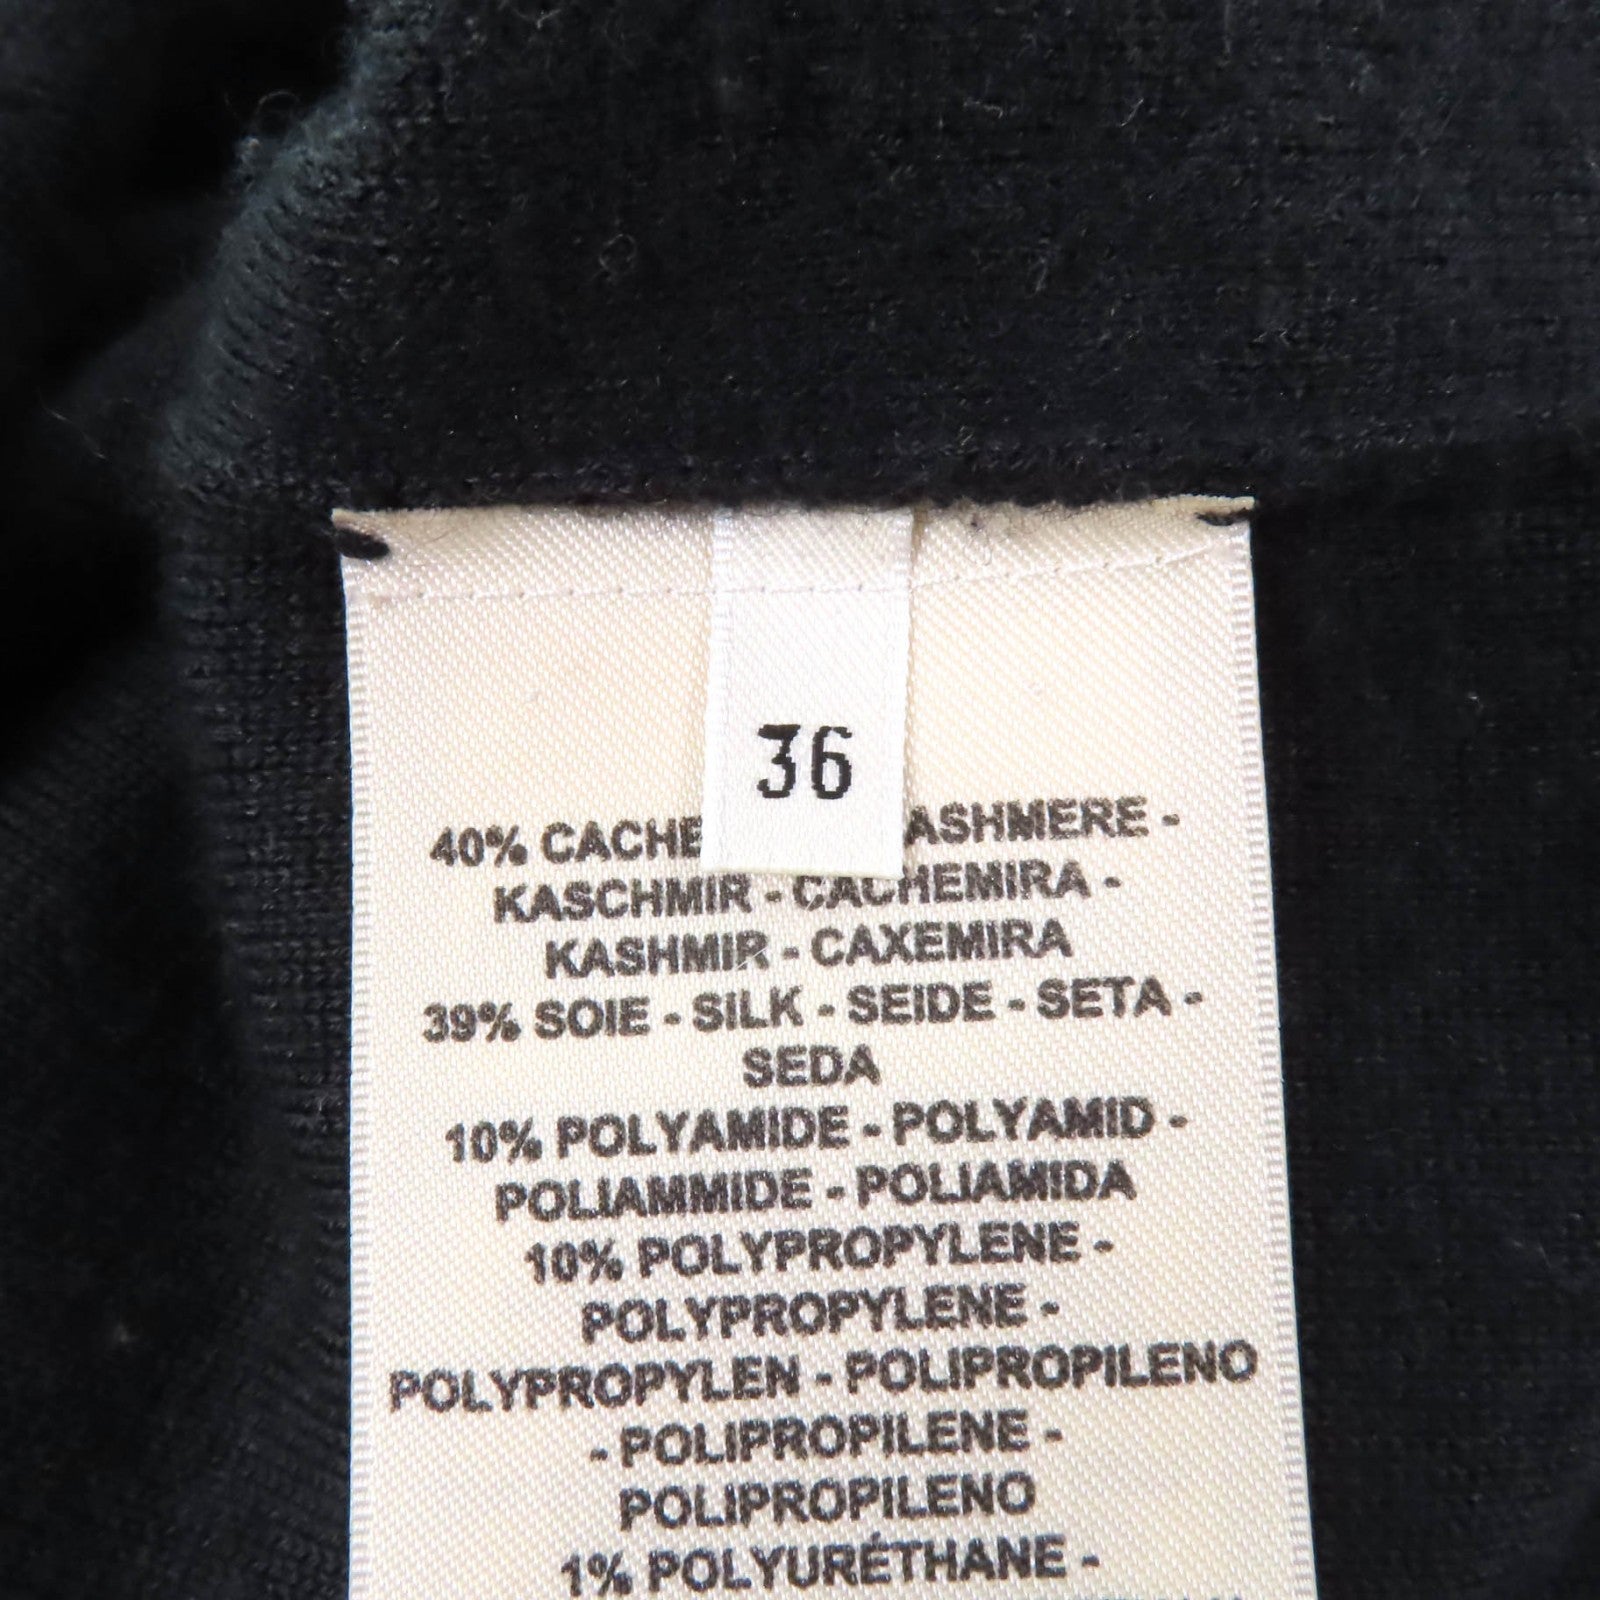 36
40% CACHE ASHMERE -
KASCHMIR - CACHEMIRA -
KASHMIR - CAXEMIRA
39% SOIE - SILK - SEIDE - SETA -
SEDA
10% POLYAMIDE - POLYAMID -
POLIAMMIDE - POLIAMIDA
10% POLYPROPYLENE -
POLYPROPYLENE -
POLYPROPYLEN - POLIPROPILENO
- POLIPROPILENE -
POLIPROPILENO
1% POLYURÉTHANE -